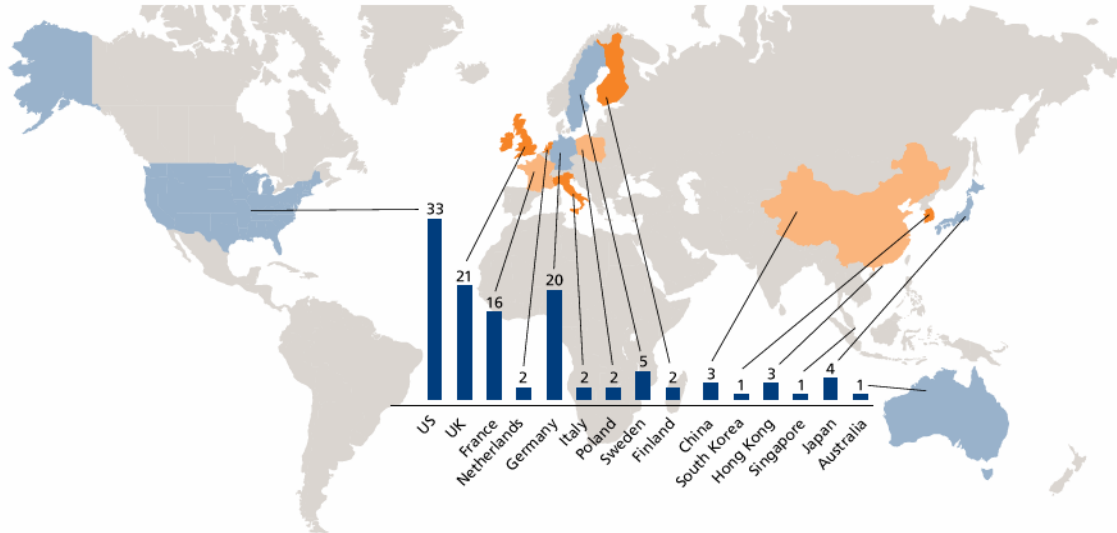 33
21
16
2
20
2
2
5
2
3
1
3
1
4
1
US
UK
France
Netherlands
Germany
Italy
Poland
Sweden
Finland
China
South Korea
Hong Kong
Singapore
Japan
Australia